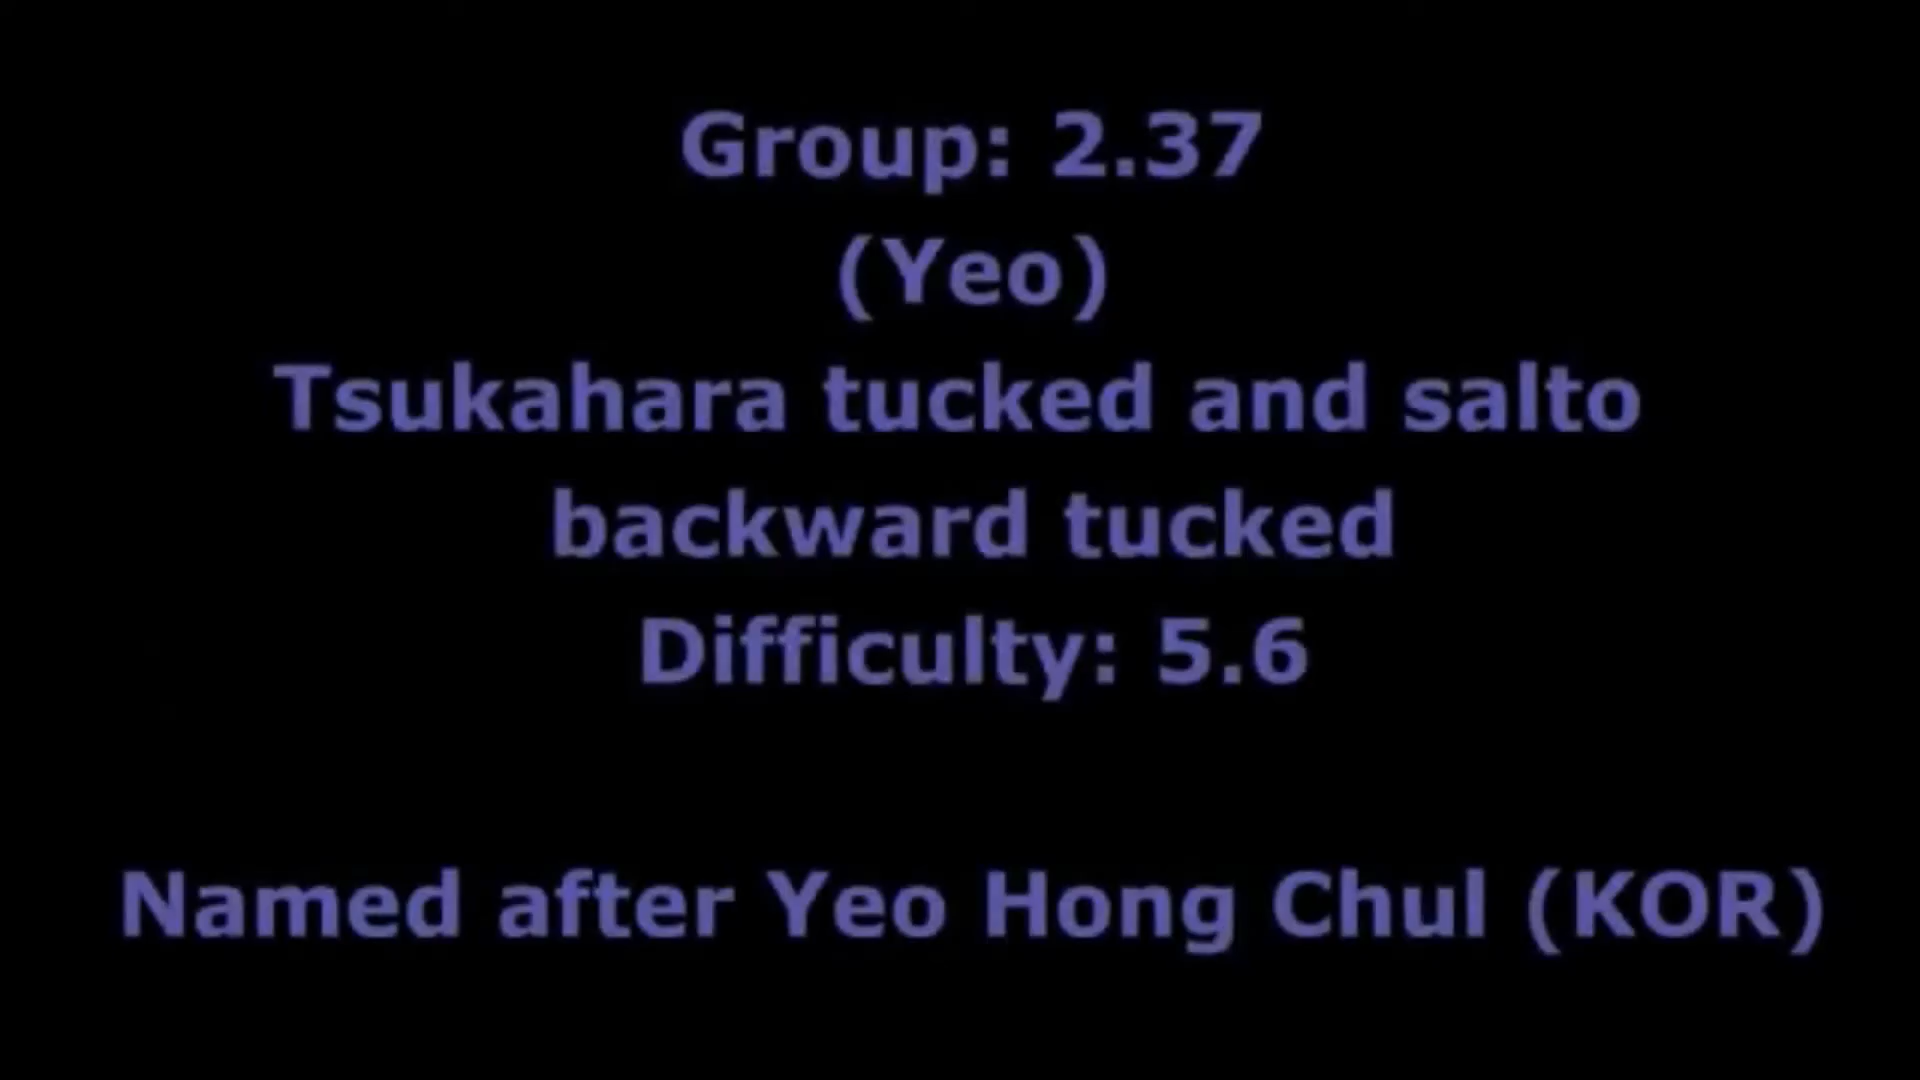 Group: 2.37
(Yeo)
Tsukahara tucked and salto
backward tucked
Difficulty: 5.6
Named after Yeo Hong Chul (KOR)